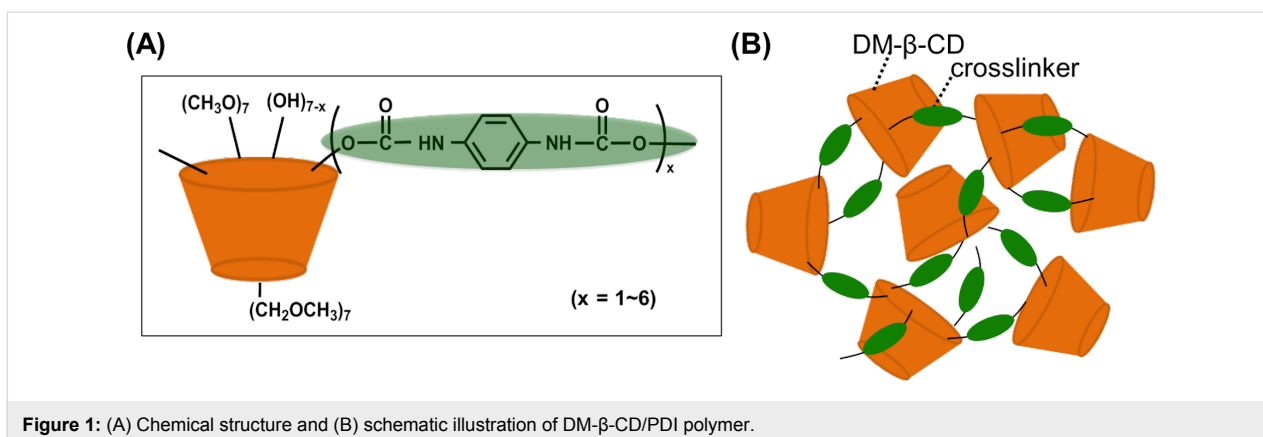 (A)
(CH₃O)₇ (OH)₇₋ₓ
O O
O C HN NH C O
x
(CH₂OCH₃)₇
(x = 1~6)
(B)
DM-β-CD
crosslinker
Figure 1: (A) Chemical structure and (B) schematic illustration of DM-β-CD/PDI polymer.